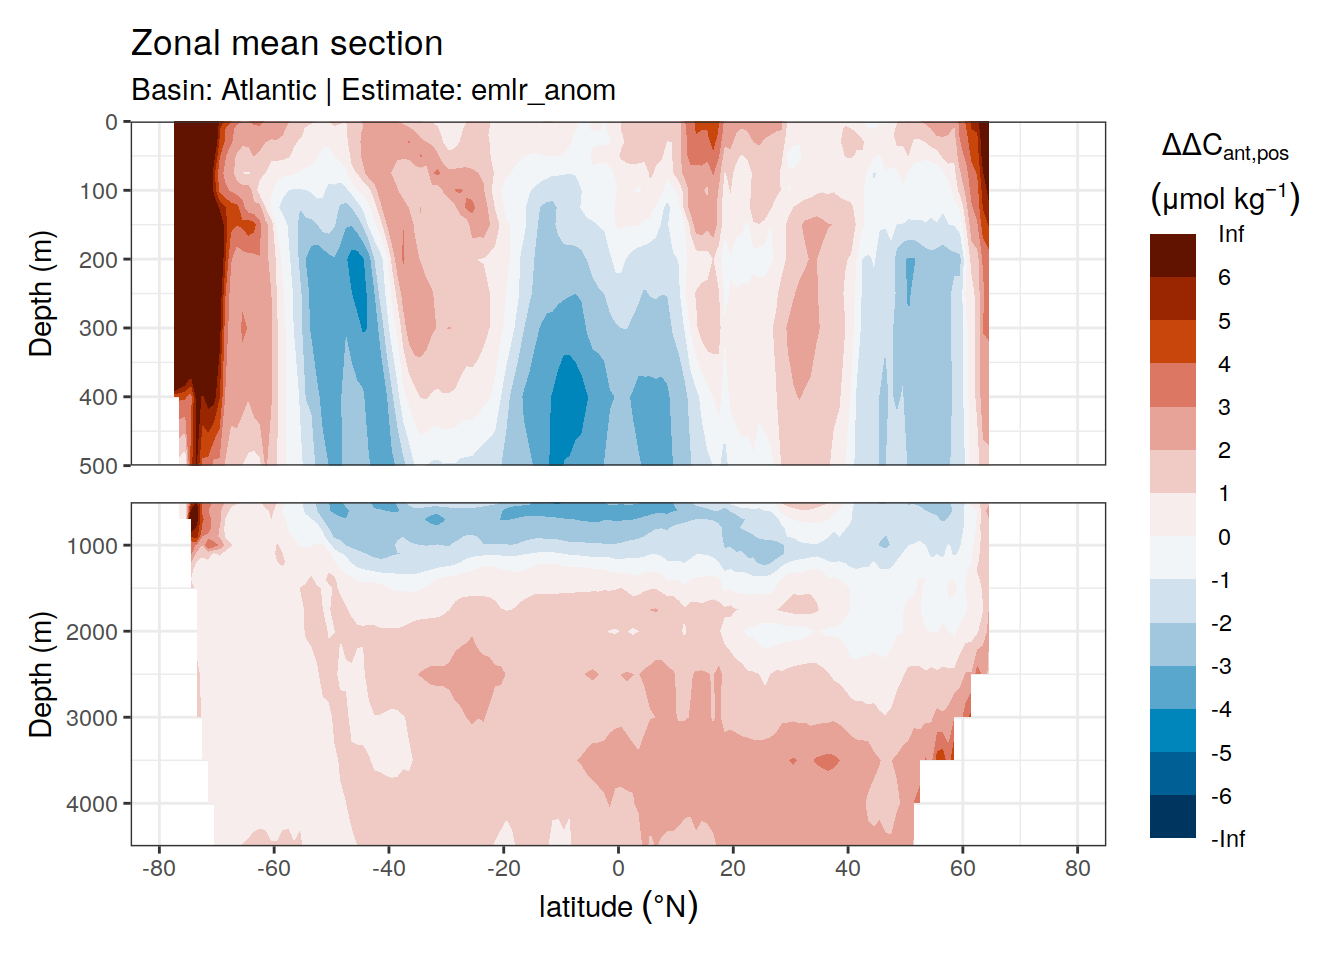 Zonal mean section
Basin: Atlantic | Estimate: emlr_anom
0
100
200
300
400
500
Depth (m)
1000
2000
3000
4000
Depth (m)
-80 -60 -40 -20 0 20 40 60 80
latitude (°N)
ΔΔCant,pos
(μmol kg⁻¹)
Inf
6
5
4
3
2
1
0
-1
-2
-3
-4
-5
-6
-Inf